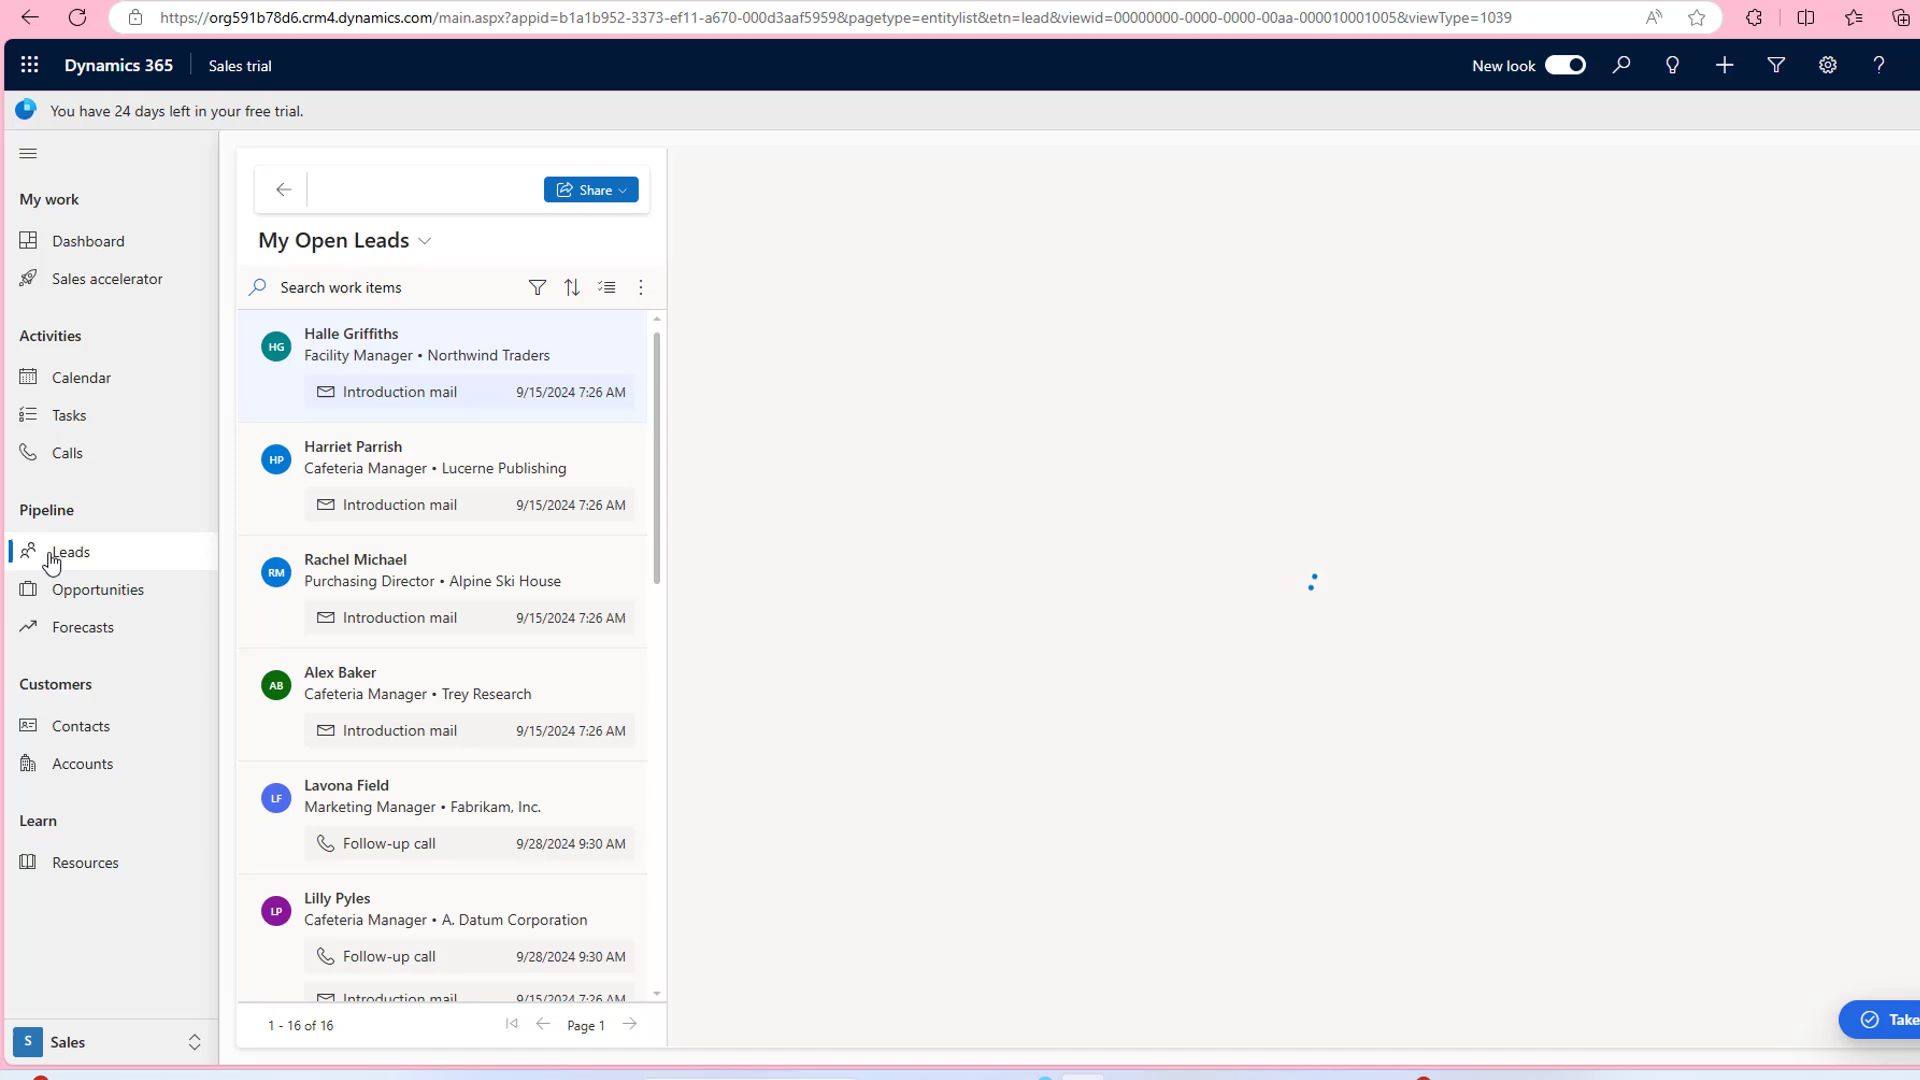 https://org591b78d6.crm4.dynamics.com/main.aspx?appid=b1a1b952-3373-ef11-a670-000d3aaf5959&pagetype=entitylist&etn=lead&viewid=00000000-0000-0000-00aa-000010001005&viewType=1039
Dynamics 365
Sales trial
New look
You have 24 days left in your free trial.
My work
Dashboard
Sales accelerator
Activities
Calendar
Tasks
Calls
Pipeline
Leads
Opportunities
Forecasts
Customers
Contacts
Accounts
Learn
Resources
S Sales
Share
My Open Leads
Search work items
HG Halle Griffiths
Facility Manager • Northwind Traders
Introduction mail 9/15/2024 7:26 AM
HP Harriet Parrish
Cafeteria Manager • Lucerne Publishing
Introduction mail 9/15/2024 7:26 AM
RM Rachel Michael
Purchasing Director • Alpine Ski House
Introduction mail 9/15/2024 7:26 AM
AB Alex Baker
Cafeteria Manager • Trey Research
Introduction mail 9/15/2024 7:26 AM
LF Lavona Field
Marketing Manager • Fabrikam, Inc.
Follow-up call 9/28/2024 9:30 AM
LP Lilly Pyles
Cafeteria Manager • A. Datum Corporation
Follow-up call 9/28/2024 9:30 AM
Introduction mail 9/15/2024 7:26 AM
1 - 16 of 16
Page 1
Take